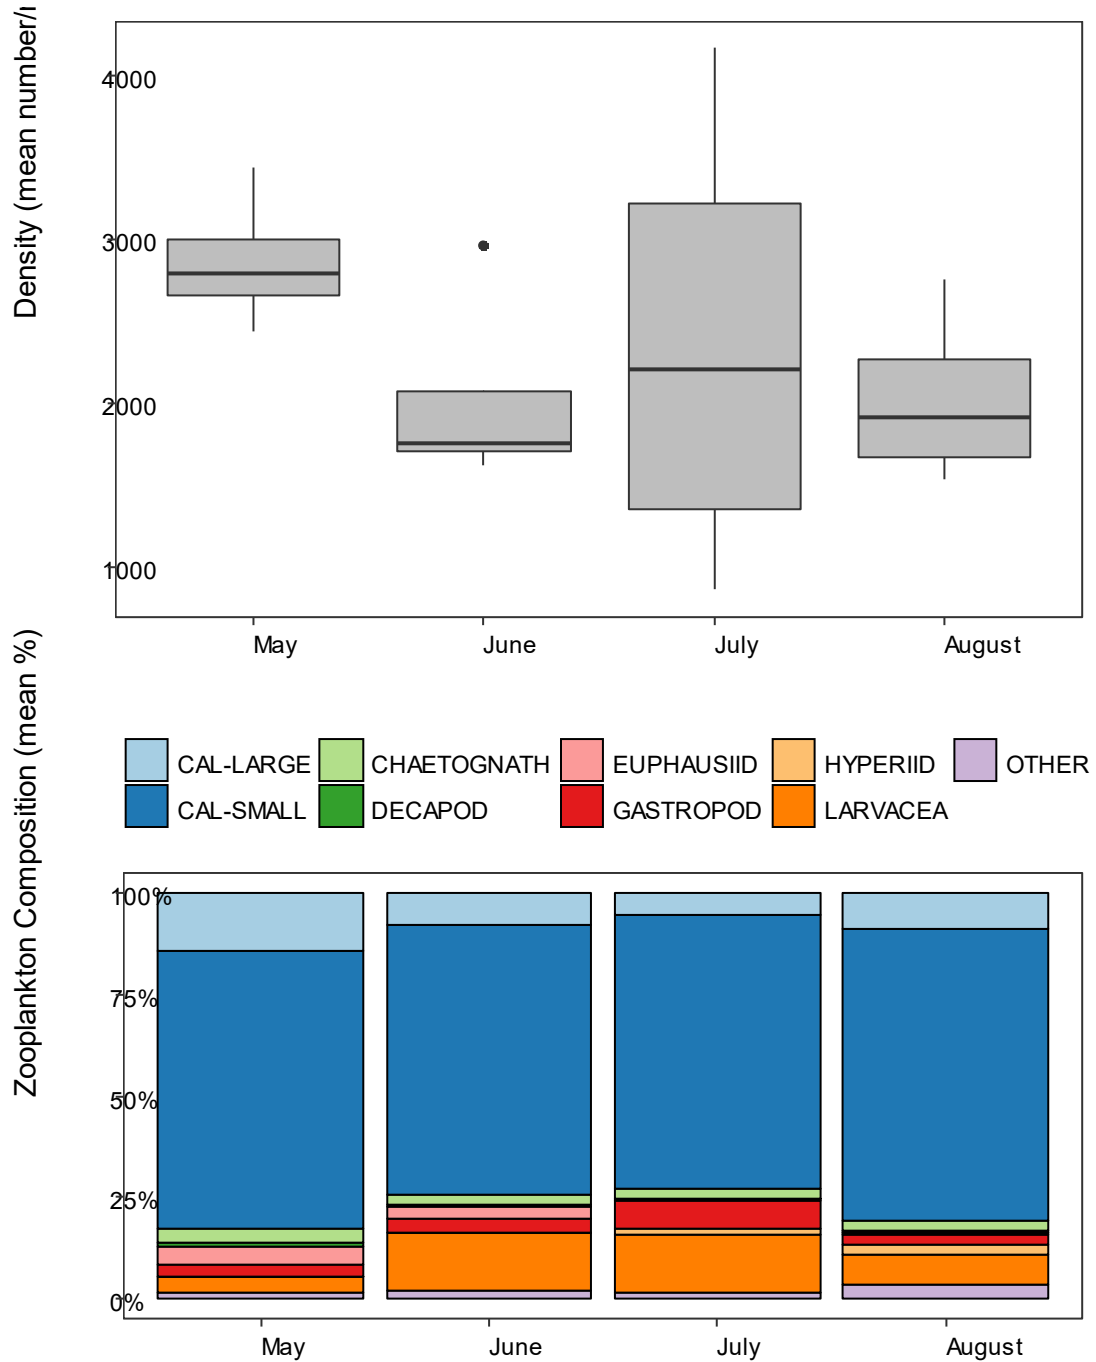 Density (mean number/
4000
3000
2000
1000
May June July August
Zooplankton Composition (mean %)
CAL-LARGE CHAETOGNATH EUPHAUSIID HYPERIID OTHER
CAL-SMALL DECAPOD GASTROPOD LARVACEA
100%
75%
50%
25%
0%
May June July August